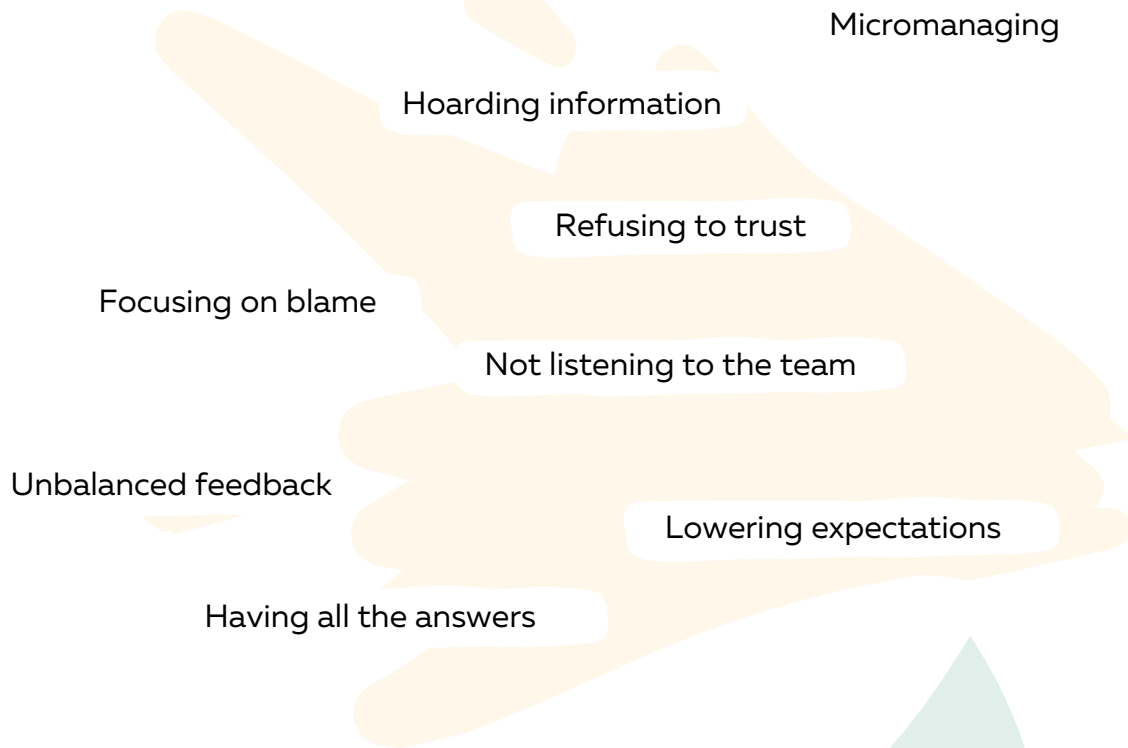 Micromanaging
Hoarding information
Refusing to trust
Focusing on blame
Not listening to the team
Unbalanced feedback
Lowering expectations
Having all the answers